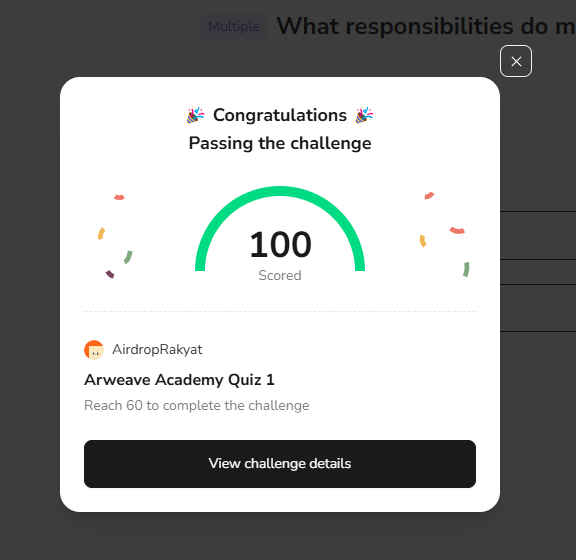 Multiple What responsibilities do m
Congratulations
Passing the challenge
100
Scored
AirdropRakyat
Arweave Academy Quiz 1
Reach 60 to complete the challenge
View challenge details